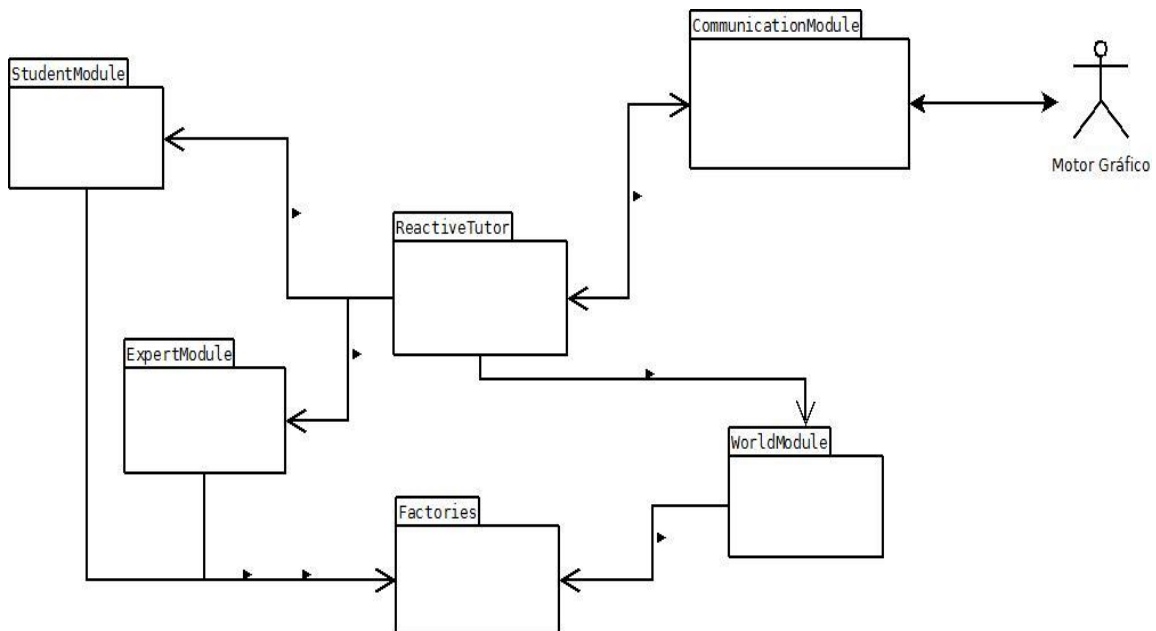 CommunicationModule
StudentModule
Motor Gráfico
ReactiveTutor
ExpertModule
WorldModule
Factories